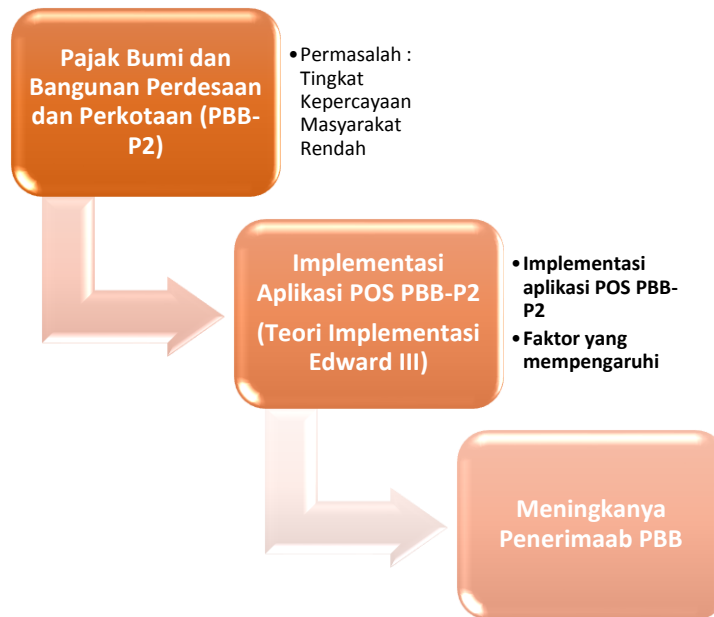 Pajak Bumi dan
Bangunan Perdesaan
dan Perkotaan (PBB-
P2)
•Permasalah :
Tingkat
Kepercayaan
Masyarakat
Rendah
Implementasi
Aplikasi POS PBB-P2
(Teori Implementasi
Edward III)
•Implementasi
aplikasi POS PBB-
P2
•Faktor yang
mempengaruhi
Meningkanya
Penerimaab PBB